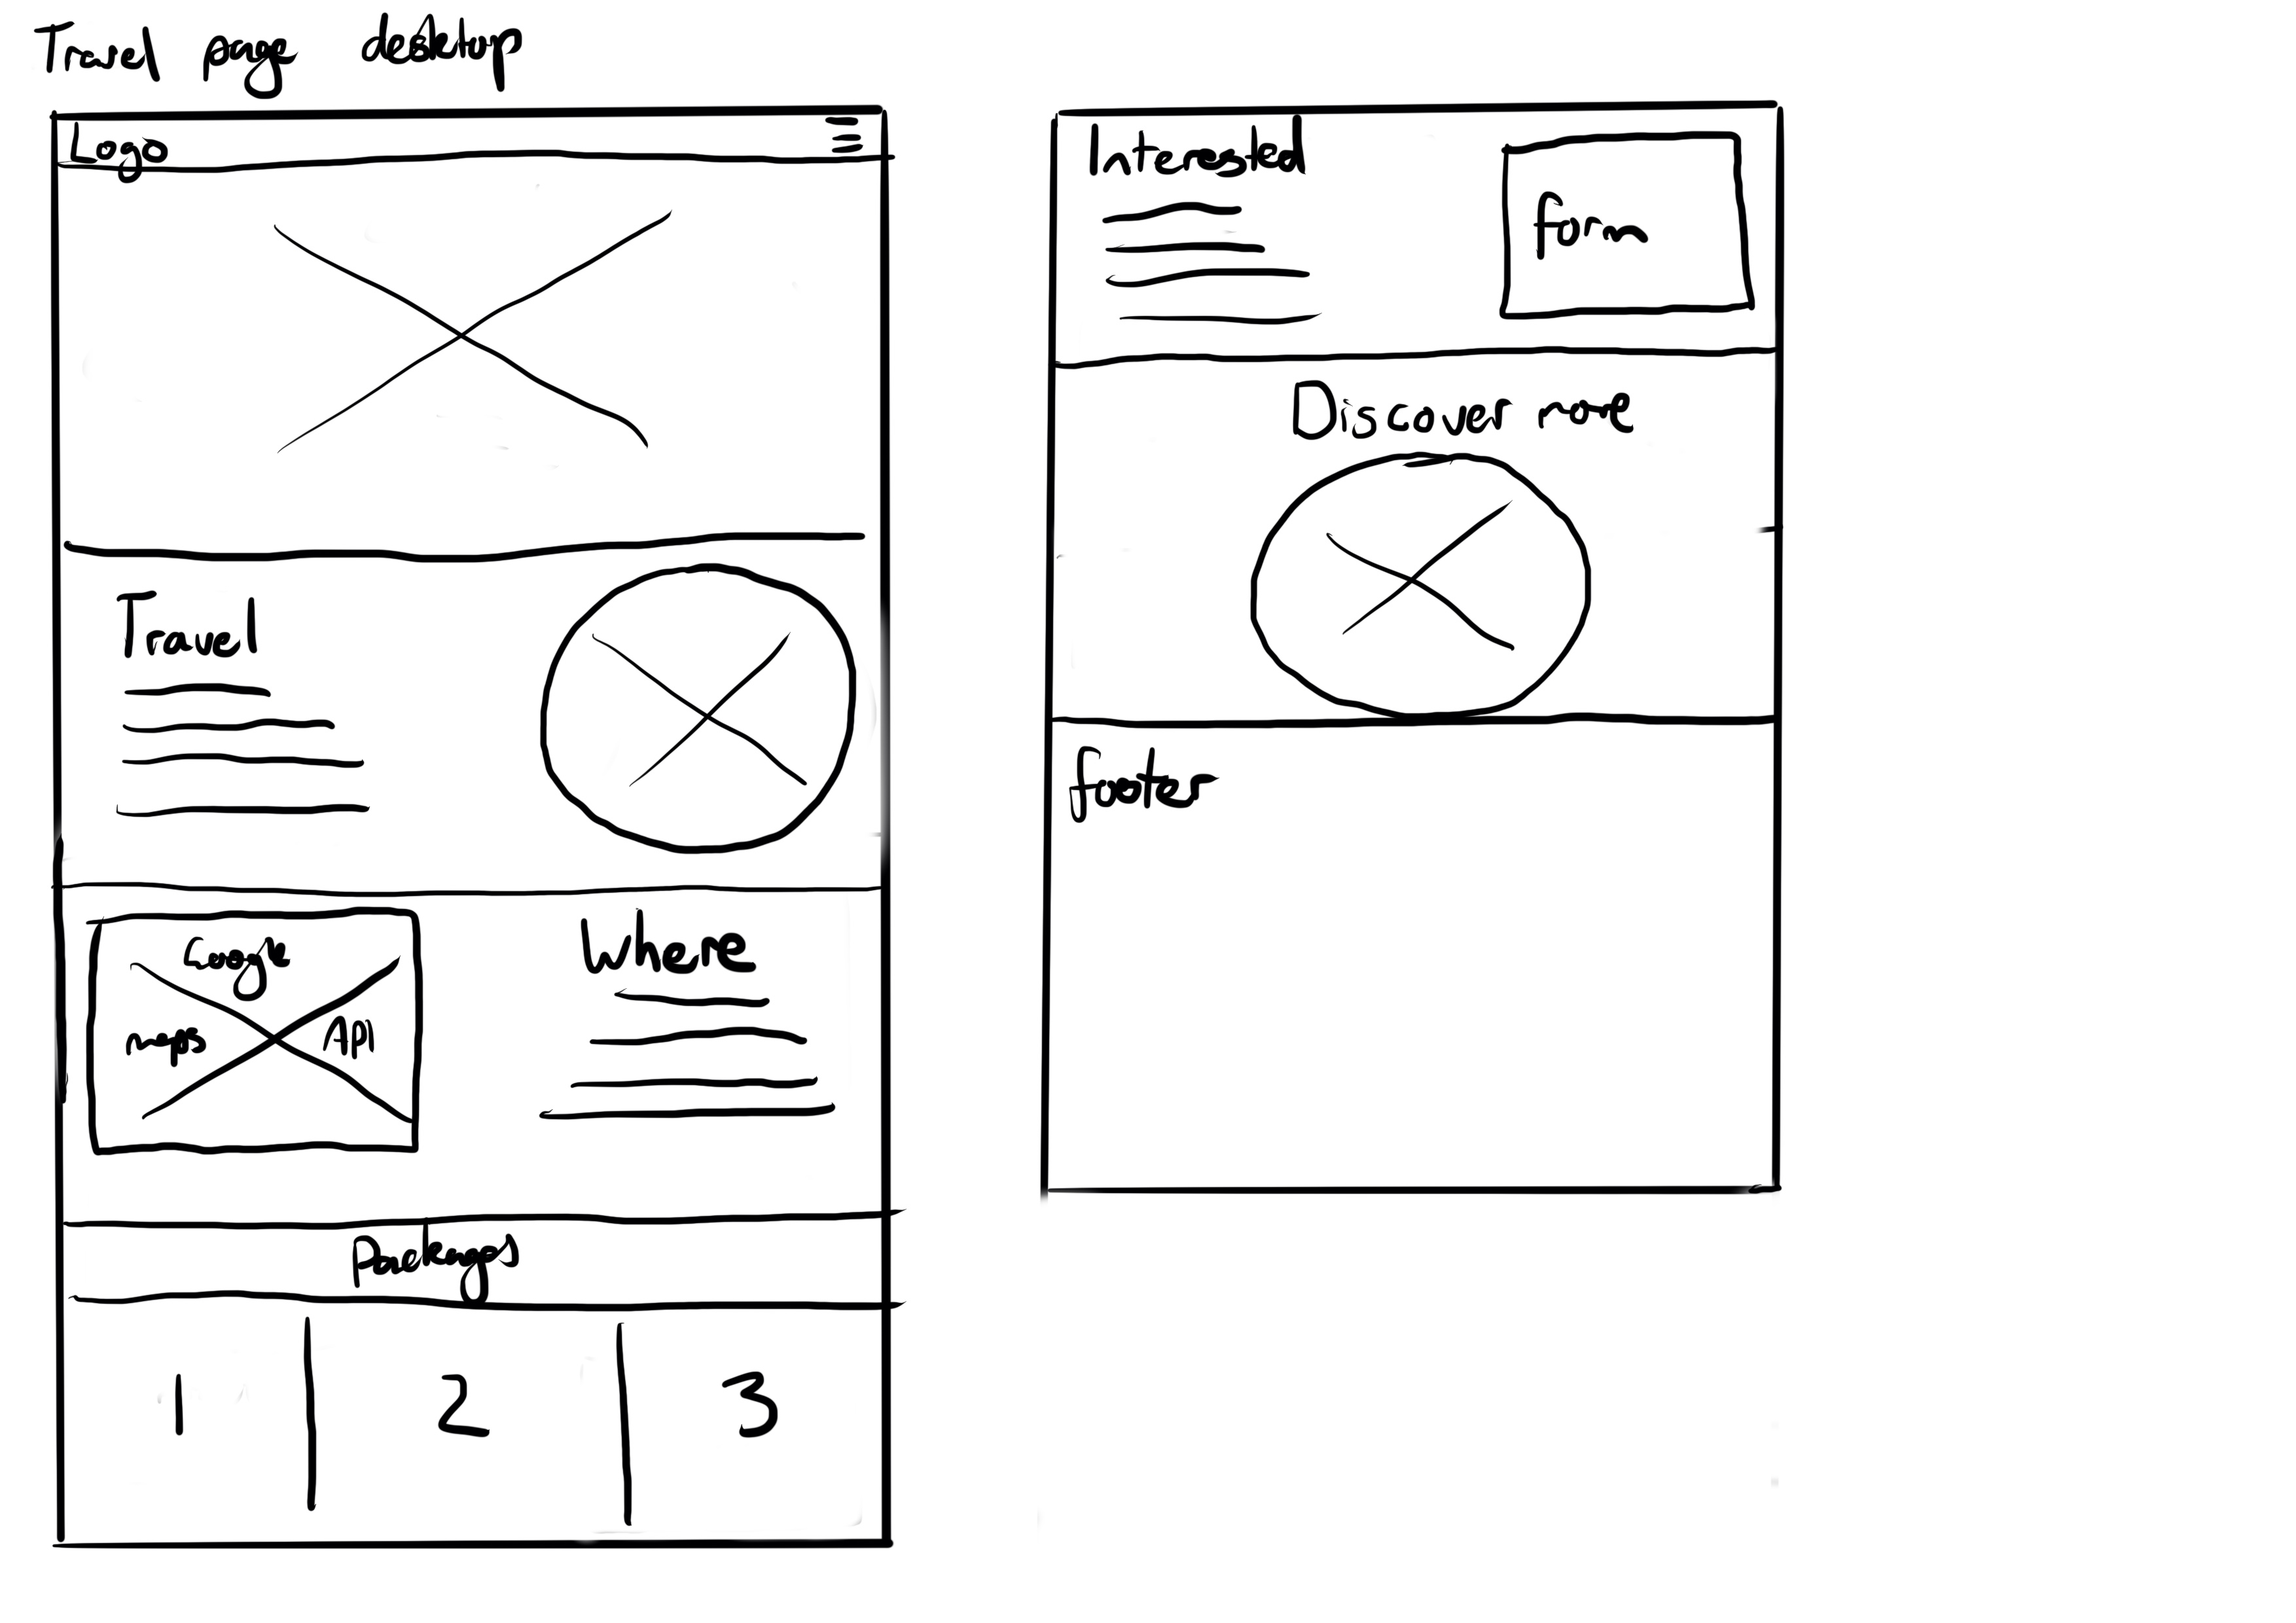 Travel page desktop
Logo
Travel
Google
maps API
Where
Packages
1 2 3
Interested
form
Discover more
footer